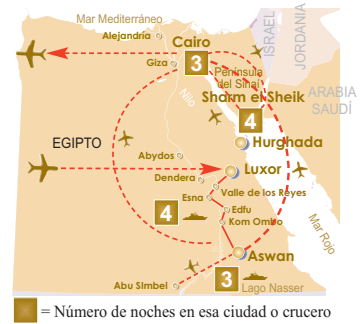 Mar Mediterráneo
Alejandría
Cairo
Giza
3
ISRAEL
JORDANIA
Península
del Sinaí
ARABIA
SAUDÍ
Sharm el Sheik
4
Nilo
EGIPTO
Hurghada
Abydos
Luxor
Dendera
Valle de los Reyes
Esna
Edfu
4
Kom Ombo
Mar Rojo
Aswan
3
Abu SImbel
Lago Nasser
= Número de noches en esa ciudad o crucero